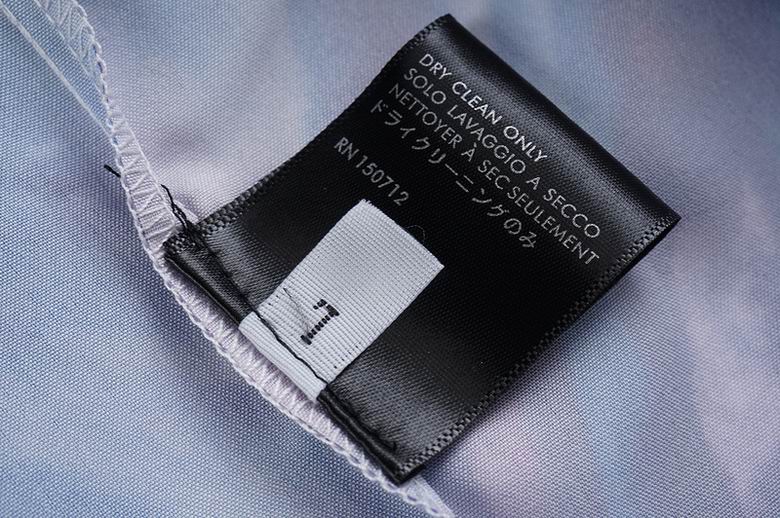 DRY CLEAN ONLY
SOLO LAVAGGIO A SECCO
NETTOYER À SEC SEULEMENT
ドライクリーニングのみ
RN 150712
L